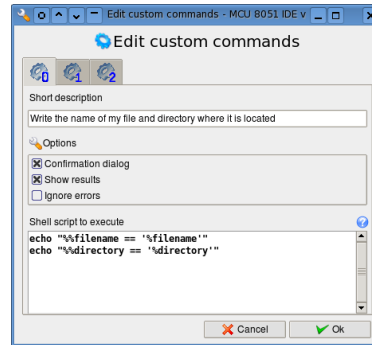 Edit custom commands - MCU 8051 IDE v
Edit custom commands
0 1 2
Short description
Write the name of my file and directory where it is located
Options
Confirmation dialog
Show results
Ignore errors
Shell script to execute
echo "%%filename == '%filename'"
echo "%%directory == '%directory'"
Cancel Ok